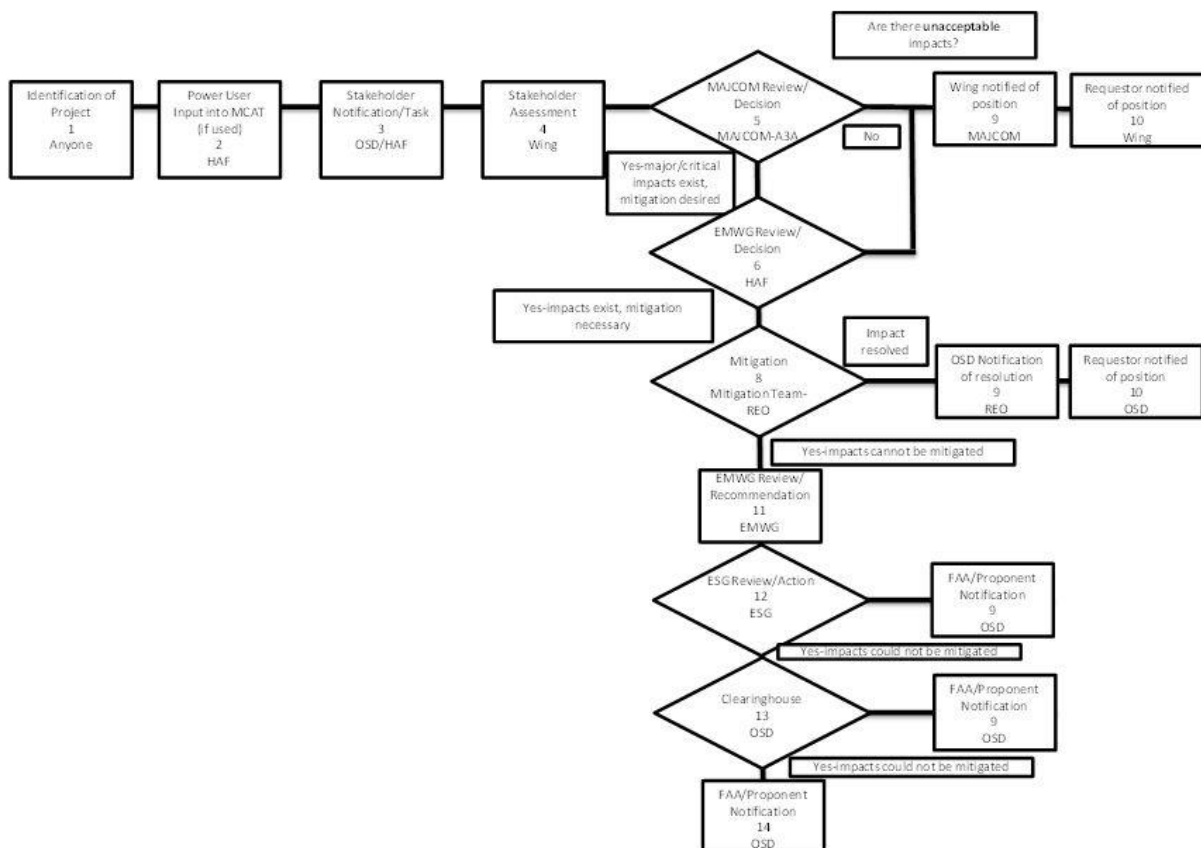 Are there unacceptable
impacts?
Identification of
Project
1
Anyone
Power User
Input into MCAT
(if used)
2
HAF
Stakeholder
Notification/Task
3
OSD/HAF
Stakeholder
Assessment
4
Wing
MAJCOM Review/
Decision
5
MAJCOM-A3A
No
Wing notified of
position
9
MAJCOM
Requestor notified
of position
10
Wing
Yes-major/critical
impacts exist,
mitigation desired
EMWG Review/
Decision
6
HAF
Yes-impacts exist, mitigation
necessary
Mitigation
8
Mitigation Team-
REO
Impact
resolved
OSD Notification
of resolution
9
REO
Requestor notified
of position
10
OSD
Yes-impacts cannot be mitigated
EMWG Review/
Recommendation
11
EMWG
ESG Review/Action
12
ESG
FAA/Proponent
Notification
9
OSD
Yes-impacts could not be mitigated
Clearinghouse
13
OSD
FAA/Proponent
Notification
9
OSD
Yes-impacts could not be mitigated
FAA/Proponent
Notification
14
OSD